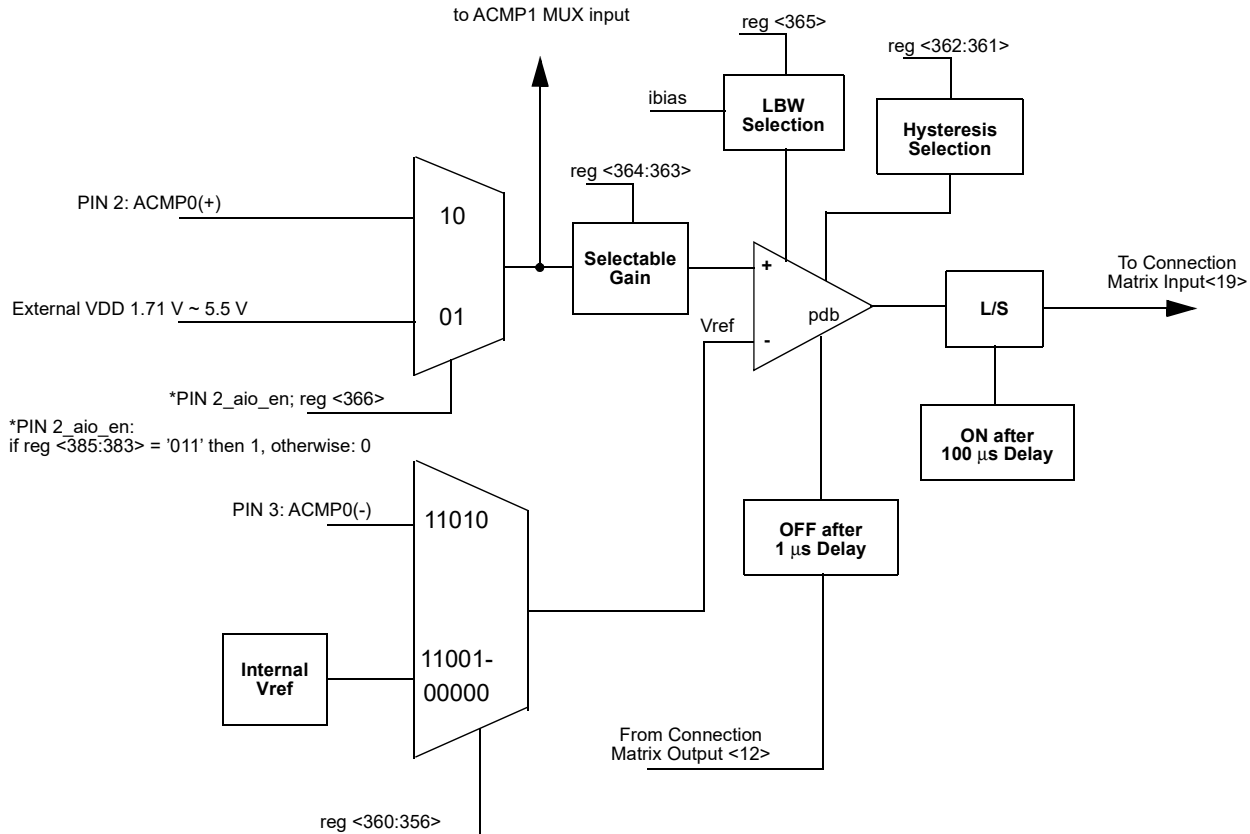 to ACMP1 MUX input
reg <365>
reg <362:361>
ibias
LBW
Selection
Hysteresis
Selection
reg <364:363>
PIN 2: ACMP0(+)
10
Selectable
Gain
+
To Connection
Matrix Input<19>
External VDD 1.71 V ~ 5.5 V
01
Vref
pdb
-
L/S
*PIN 2_aio_en; reg <366>
*PIN 2_aio_en:
if reg <385:383> = '011' then 1, otherwise: 0
ON after
100 μs Delay
PIN 3: ACMP0(-)
11010
OFF after
1 μs Delay
Internal
Vref
11001-
00000
From Connection
Matrix Output <12>
reg <360:356>